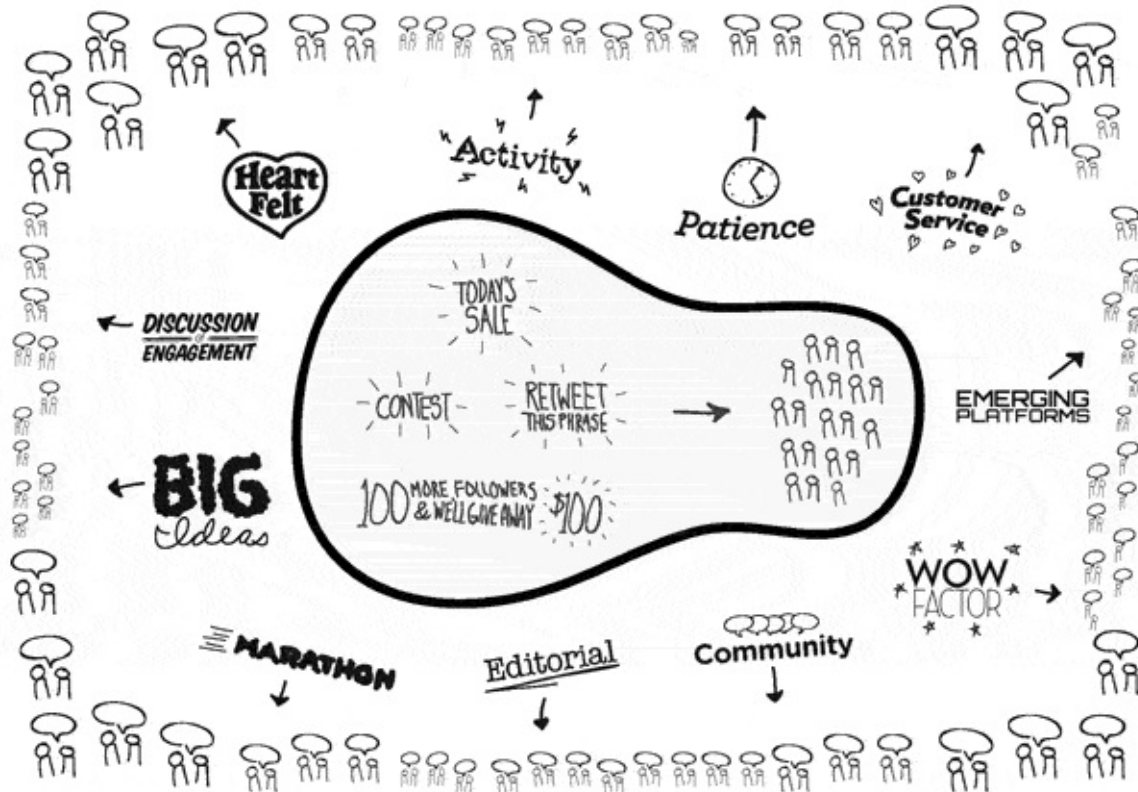 Heart
Felt
Activity
Patience
Customer
Service
TODAY'S
SALE
DISCUSSION
of
ENGAGEMENT
CONTEST
RETWEET
THIS PHRASE
EMERGING
PLATFORMS
BIG
Ideas
100 MORE FOLLOWERS
& WE'LL GIVE AWAY $100
WOW
FACTOR
MARATHON
Editorial
Community